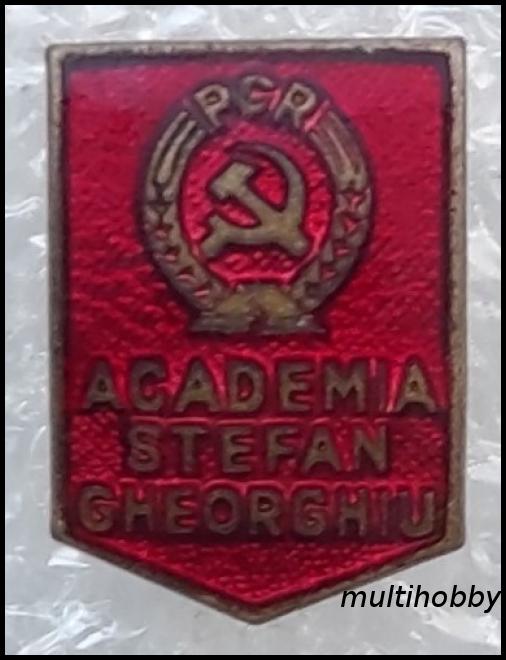 PCR
ACADEMIA
STEFAN
GHEORGHIU
multihobby